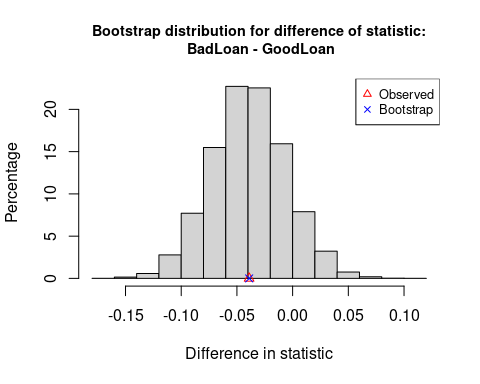 Bootstrap distribution for difference of statistic:
BadLoan - GoodLoan
Observed
Bootstrap
Percentage
20
15
10
5
0
-0.15 -0.10 -0.05 0.00 0.05 0.10
Difference in statistic